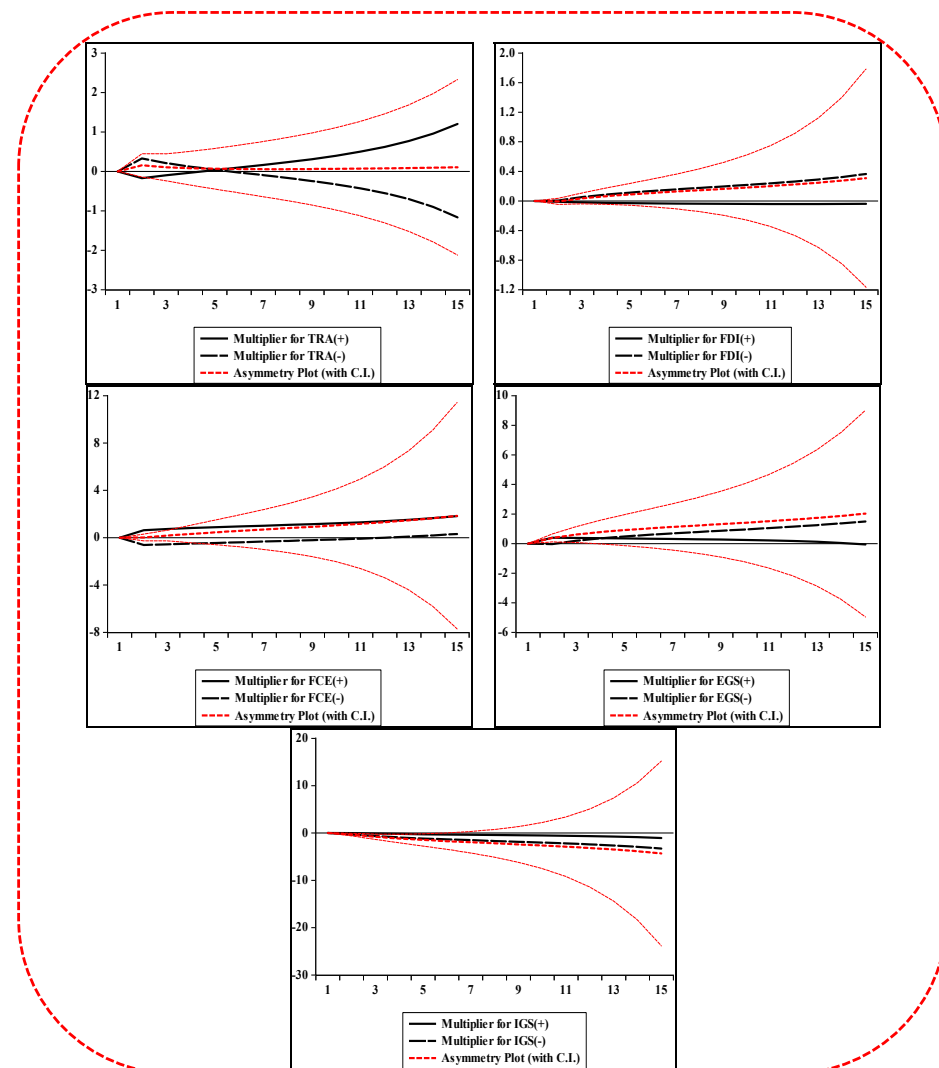 3
2
1
0
-1
-2
-3
1 3 5 7 9 11 13 15
Multiplier for TRA(+)
Multiplier for TRA(-)
Asymmetry Plot (with C.I.)
2.0
1.6
1.2
0.8
0.4
0.0
-0.4
-0.8
-1.2
1 3 5 7 9 11 13 15
Multiplier for FDI(+)
Multiplier for FDI(-)
Asymmetry Plot (with C.I.)
12
8
4
0
-4
-8
1 3 5 7 9 11 13 15
Multiplier for FCE(+)
Multiplier for FCE(-)
Asymmetry Plot (with C.I.)
10
8
6
4
2
0
-2
-4
-6
1 3 5 7 9 11 13 15
Multiplier for EGS(+)
Multiplier for EGS(-)
Asymmetry Plot (with C.I.)
20
10
0
-10
-20
-30
1 3 5 7 9 11 13 15
Multiplier for IGS(+)
Multiplier for IGS(-)
Asymmetry Plot (with C.I.)